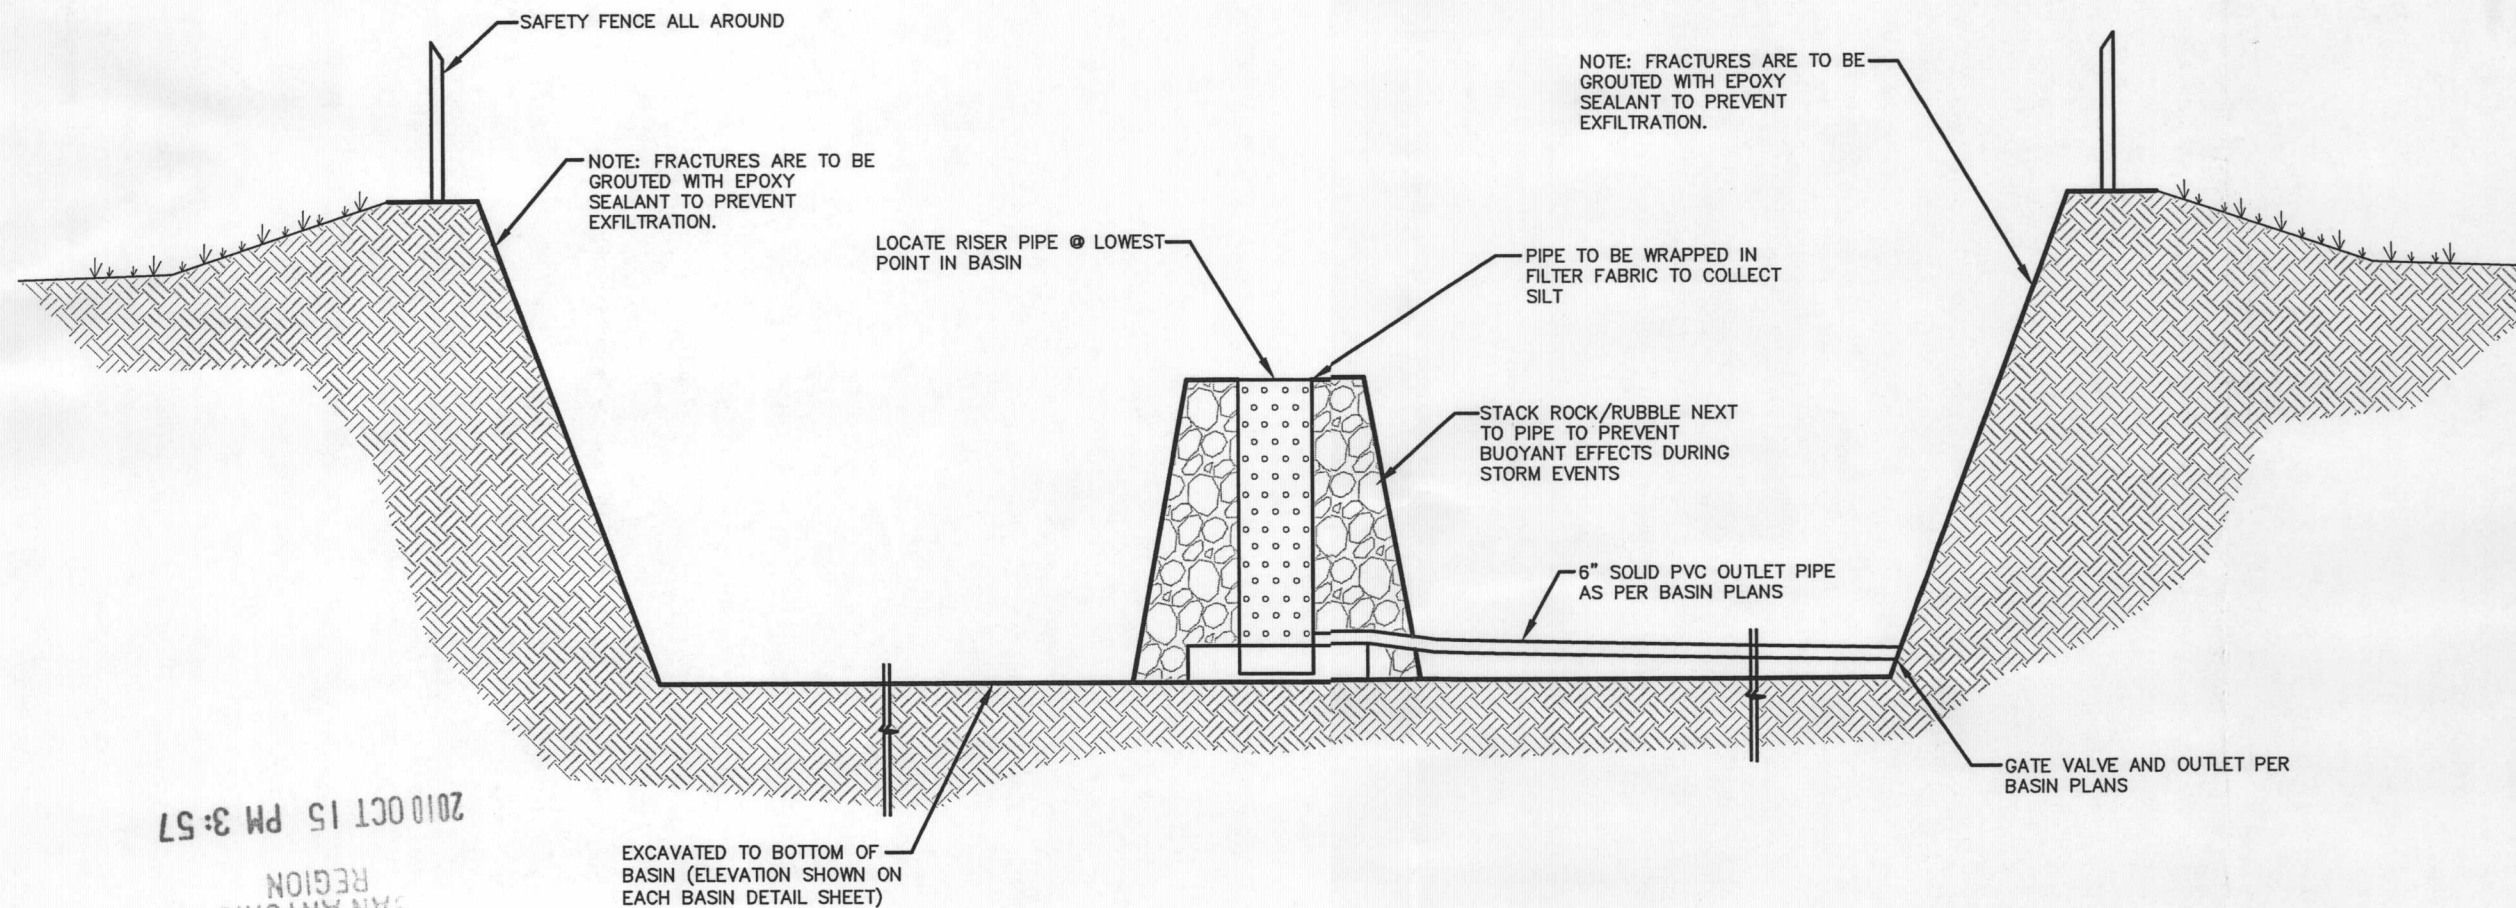 SAFETY FENCE ALL AROUND
NOTE: FRACTURES ARE TO BE
GROUTED WITH EPOXY
SEALANT TO PREVENT
EXFILTRATION.
NOTE: FRACTURES ARE TO BE
GROUTED WITH EPOXY
SEALANT TO PREVENT
EXFILTRATION.
LOCATE RISER PIPE @ LOWEST
POINT IN BASIN
PIPE TO BE WRAPPED IN
FILTER FABRIC TO COLLECT
SILT
STACK ROCK/RUBBLE NEXT
TO PIPE TO PREVENT
BUOYANT EFFECTS DURING
STORM EVENTS
6" SOLID PVC OUTLET PIPE
AS PER BASIN PLANS
GATE VALVE AND OUTLET PER
BASIN PLANS
EXCAVATED TO BOTTOM OF
BASIN (ELEVATION SHOWN ON
EACH BASIN DETAIL SHEET)
REGION
2010 OCT 15 PM 3:57